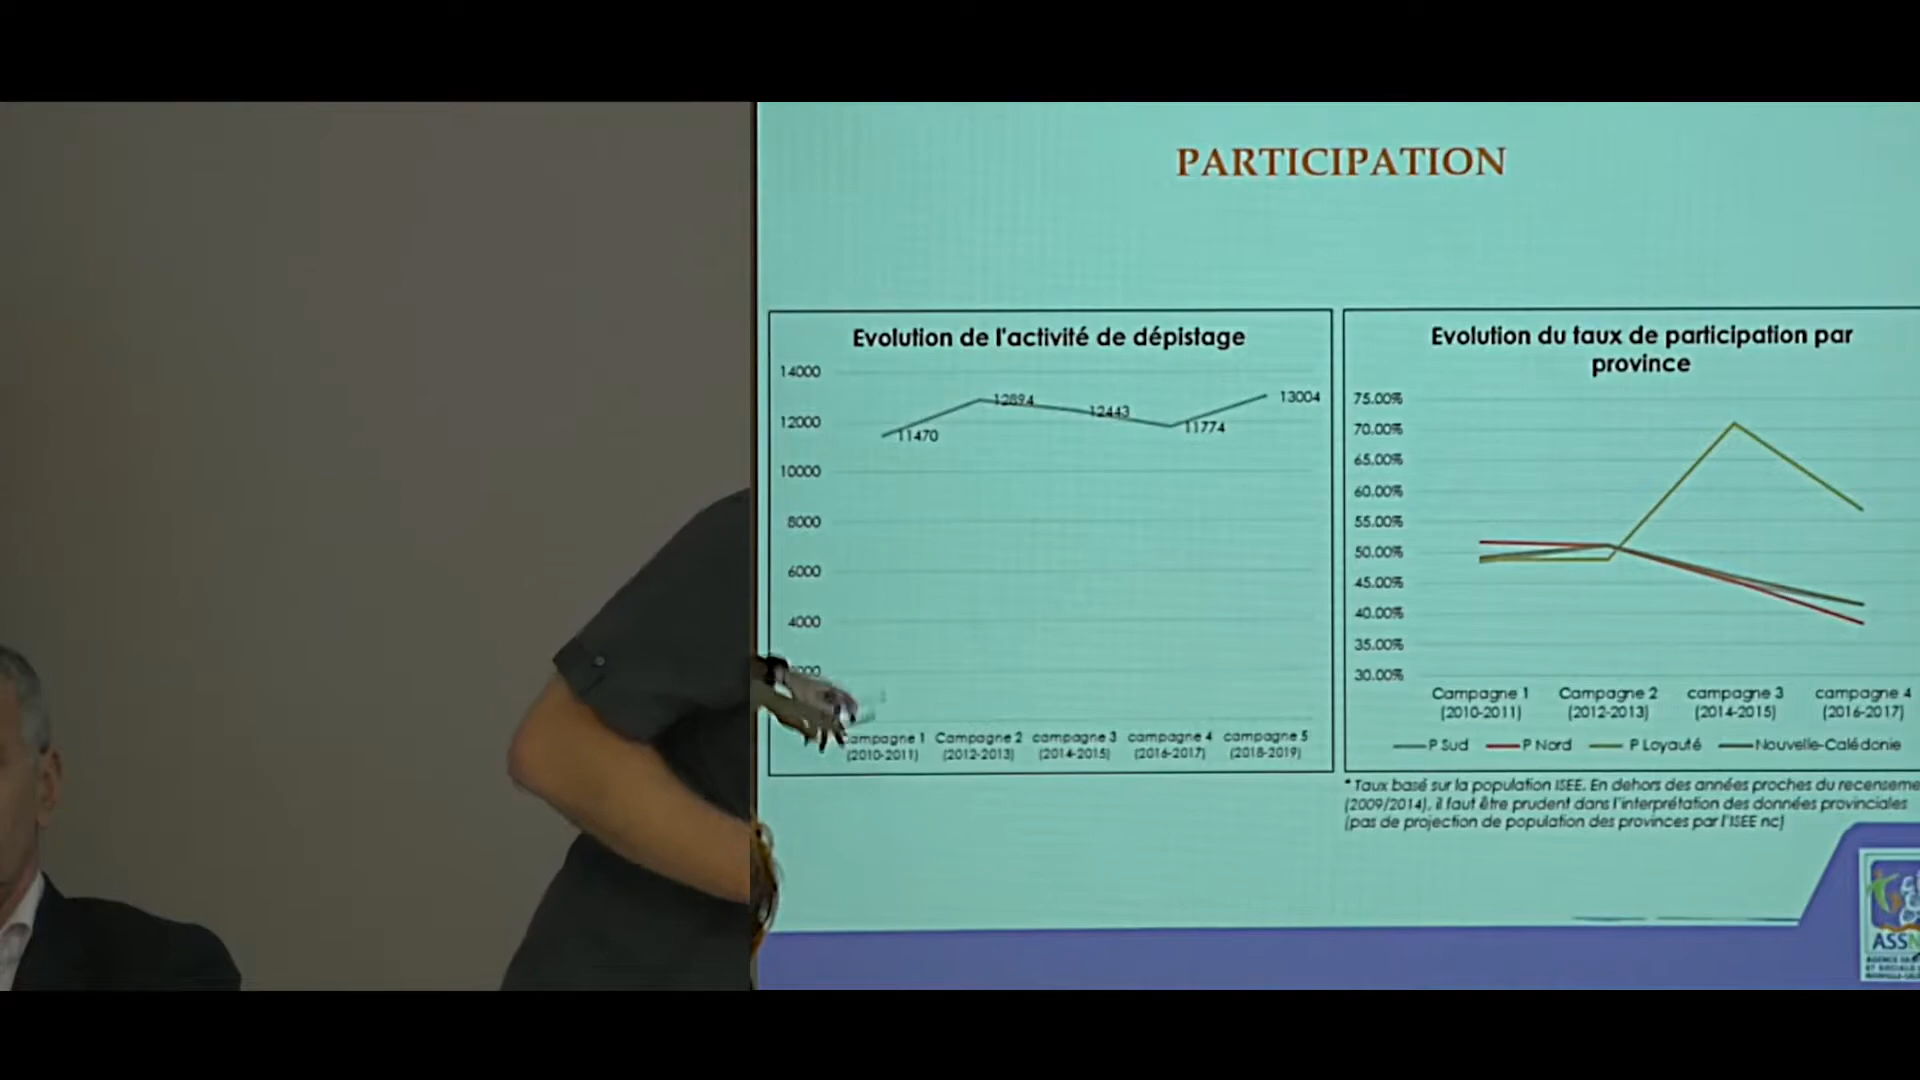 PARTICIPATION
Evolution de l'activité de dépistage
14000
12000
10000
8000
6000
4000
11470
12894
12443
11774
13004
Campagne 2 campagne 3 campagne 4 campagne 5
(2010-2011) (2012-2013) (2014-2015) (2016-2017) (2018-2019)
Evolution du taux de participation par
province
75.00%
70.00%
65.00%
60.00%
55.00%
50.00%
45.00%
40.00%
35.00%
30.00%
Campagne 1 Campagne 2 campagne 3 campagne 4
(2010-2011) (2012-2013) (2014-2015) (2016-2017)
P Sud P Nord P Loyauté Nouvelle-Calédonie
* Taux basé sur la population ISEE. En dehors des années proches du recenseme
(2009/2014), il faut être prudent dans l'interprétation des données provinciales
(pas de projection de population des provinces par l'ISEE nc)
ASSN